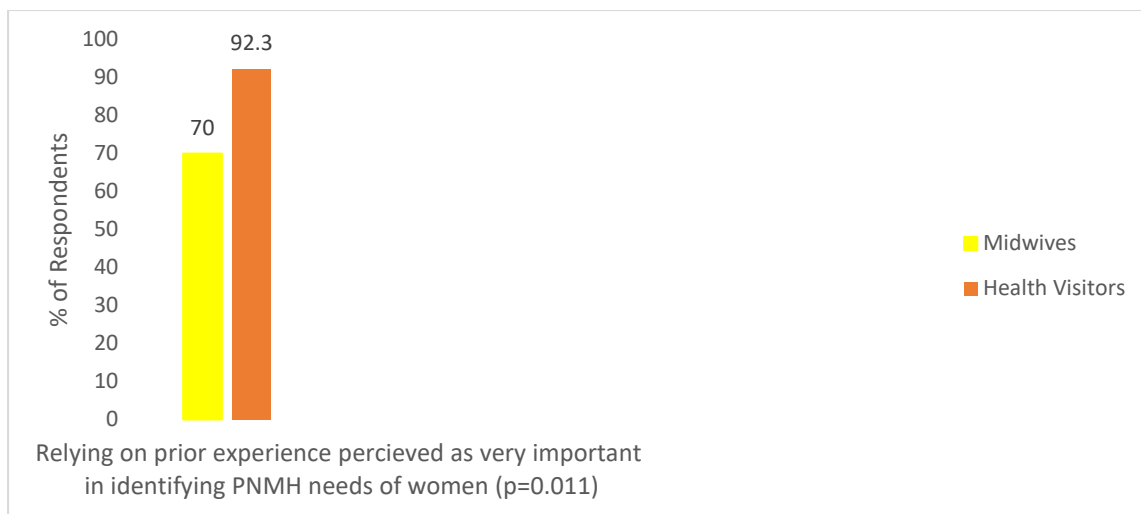 100
90
80
70
60
50
40
30
20
10
0
% of Respondents
70
92.3
Relying on prior experience percieved as very important
in identifying PNMH needs of women (p=0.011)
Midwives
Health Visitors